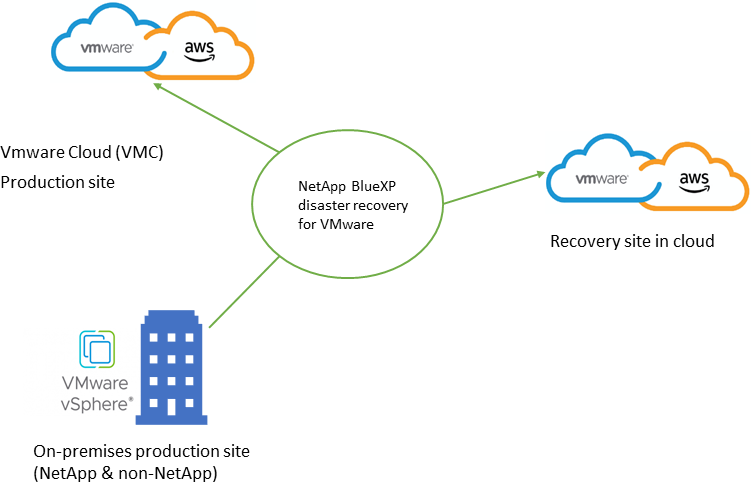 vmware
aws
Vmware Cloud (VMC)
Production site
NetApp BlueXP
disaster recovery
for VMware
vmware
aws
Recovery site in cloud
VMware
vSphere®
On-premises production site
(NetApp & non-NetApp)